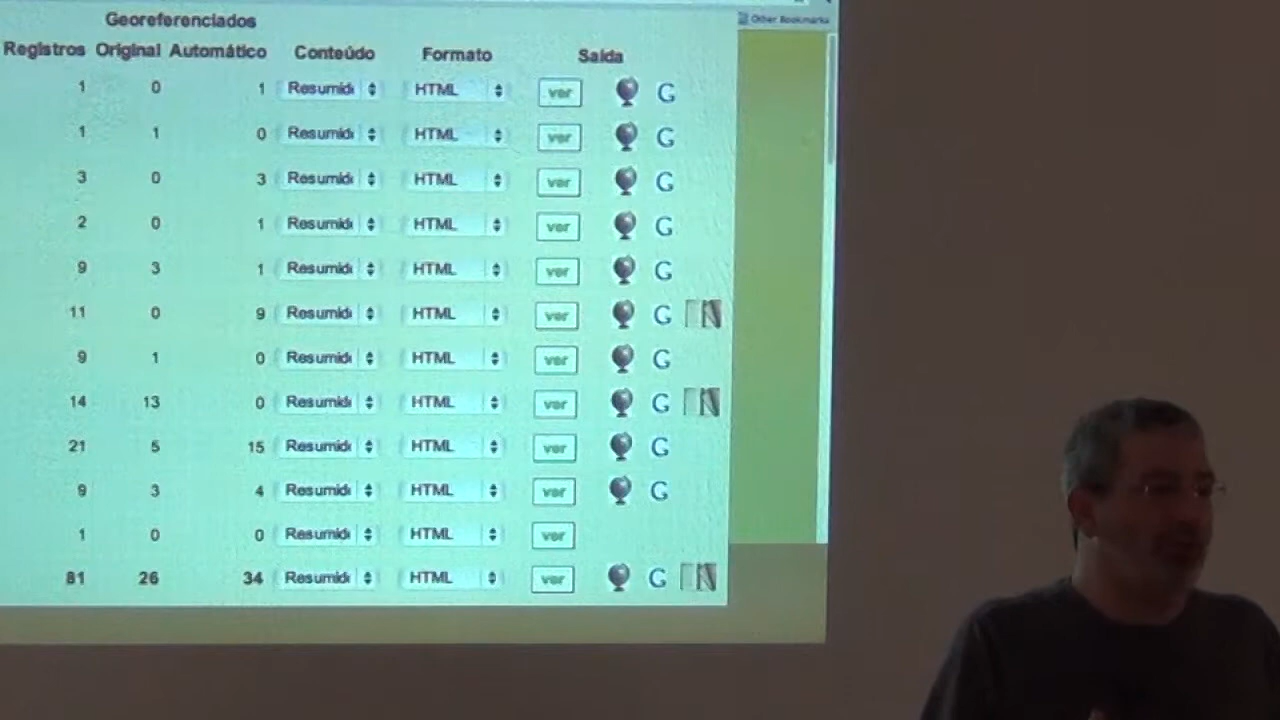 Other Bookmarks
Georeferenciados
Registros Original Automático Conteúdo Formato Saída
1 0 1 Resumid HTML ver G
1 1 0 Resumid HTML ver G
3 0 3 Resumid HTML ver G
2 0 1 Resumid HTML ver G
9 3 1 Resumid HTML ver G
11 0 9 Resumid HTML ver G
9 1 0 Resumid HTML ver G
14 13 0 Resumid HTML ver G
21 5 15 Resumid HTML ver G
9 3 4 Resumid HTML ver G
1 0 0 Resumid HTML ver
81 26 34 Resumid HTML ver G